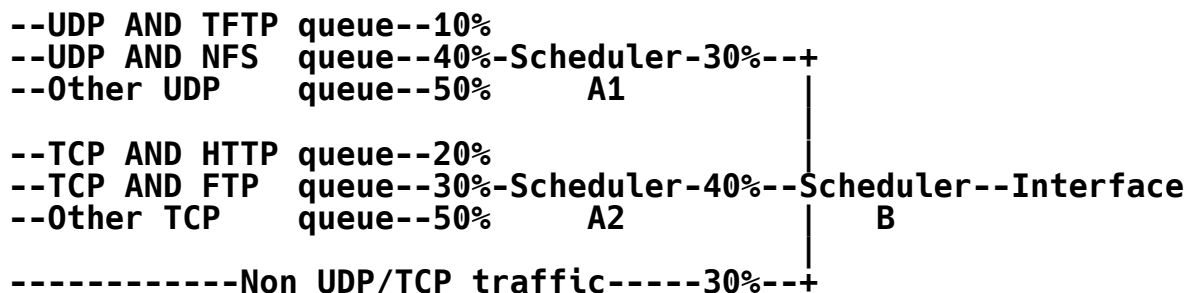 --UDP AND TFTP queue--10%
--UDP AND NFS  queue--40%-Scheduler-30%--+
--Other UDP    queue--50%     A1         |
                                         |
--TCP AND HTTP queue--20%                |
--TCP AND FTP  queue--30%-Scheduler-40%--Scheduler--Interface
--Other TCP    queue--50%     A2         |   B
                                         |
------------Non UDP/TCP traffic-----30%--+